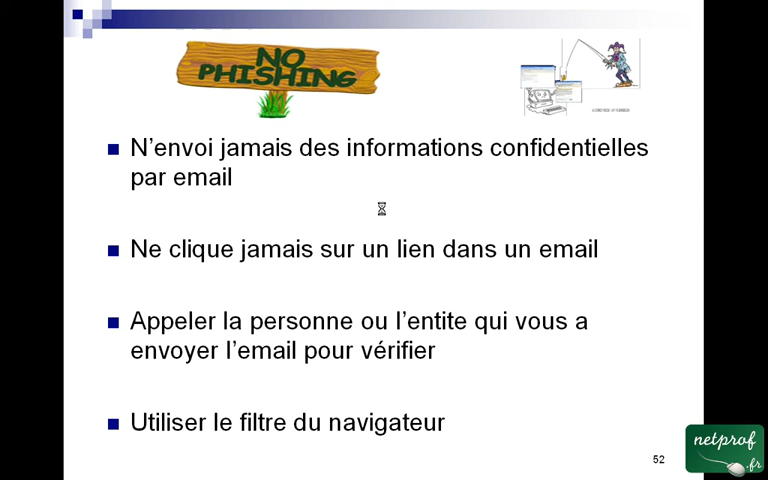 NO
PHISHING
N'envoi jamais des informations confidentielles
par email
Ne clique jamais sur un lien dans un email
Appeler la personne ou l'entite qui vous a
envoyer l'email pour vérifier
Utiliser le filtre du navigateur
52
netprof
.fr